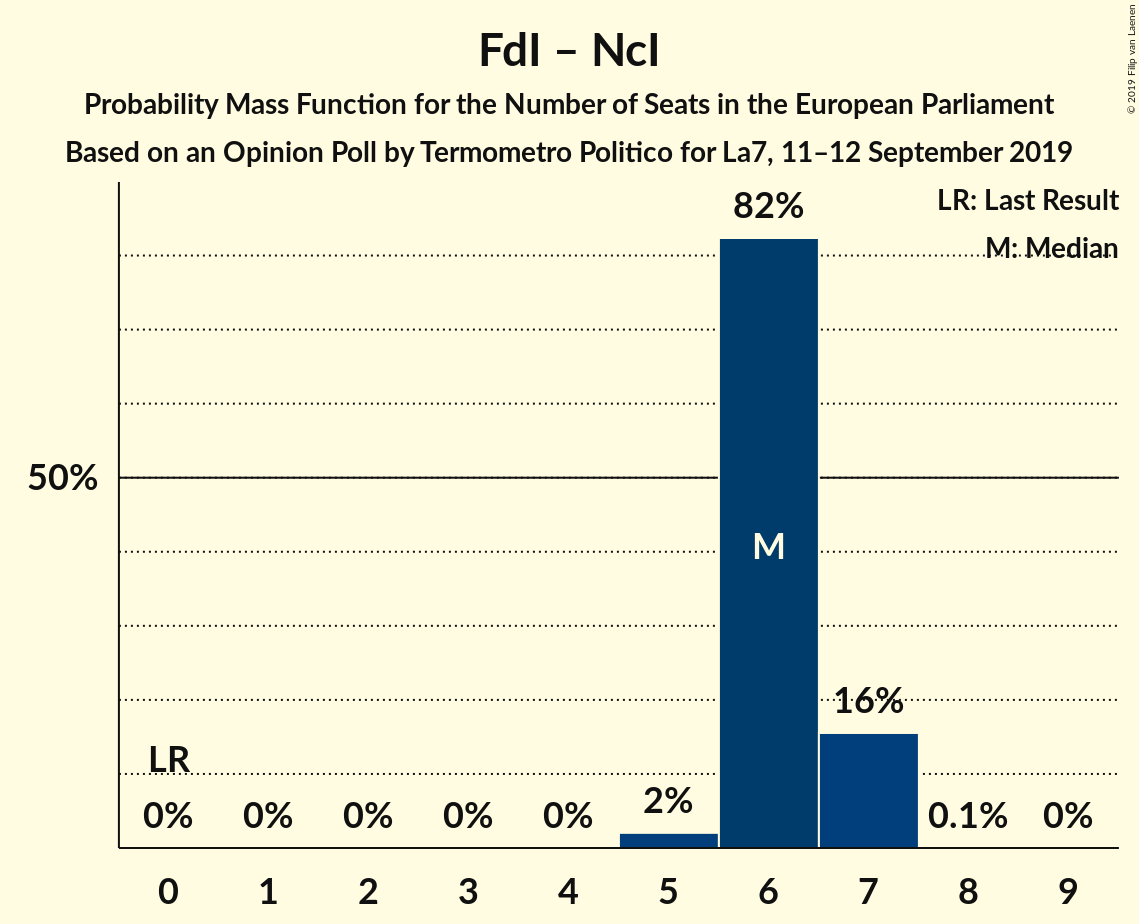 FdI – NcI
Probability Mass Function for the Number of Seats in the European Parliament
Based on an Opinion Poll by Termometro Politico for La7, 11–12 September 2019
© 2019 Filip van Laenen
LR: Last Result
M: Median
82%
50%
M
16%
LR
0% 0% 0% 0% 0% 2% 0.1% 0%
0 1 2 3 4 5 6 7 8 9